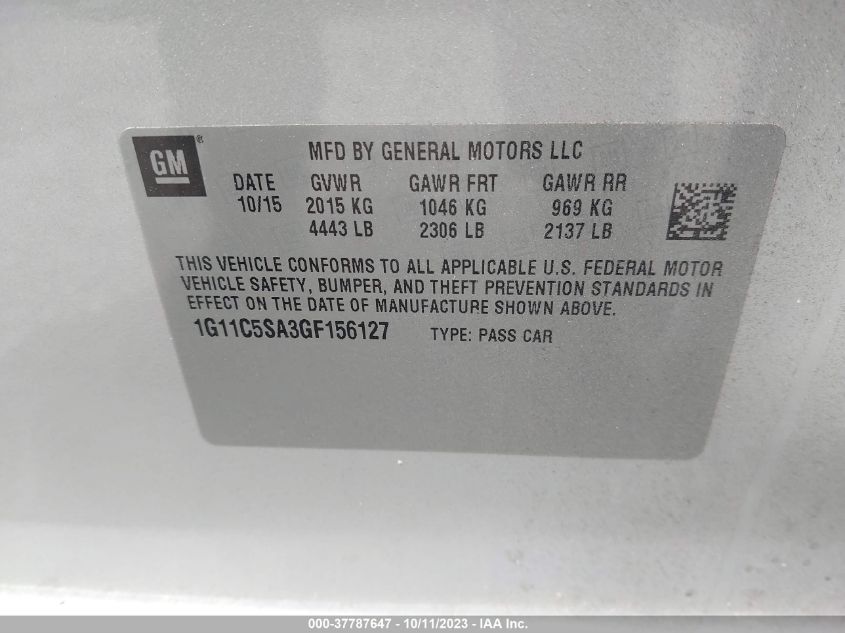 GM®
MFD BY GENERAL MOTORS LLC
DATE GVWR GAWR FRT GAWR RR
10/15 2015 KG 1046 KG 969 KG
4443 LB 2306 LB 2137 LB
THIS VEHICLE CONFORMS TO ALL APPLICABLE U.S. FEDERAL MOTOR
VEHICLE SAFETY, BUMPER, AND THEFT PREVENTION STANDARDS IN
EFFECT ON THE DATE OF MANUFACTURE SHOWN ABOVE.
1G11C5SA3GF156127 TYPE: PASS CAR
000-37787647 - 10/11/2023 - IAA Inc.